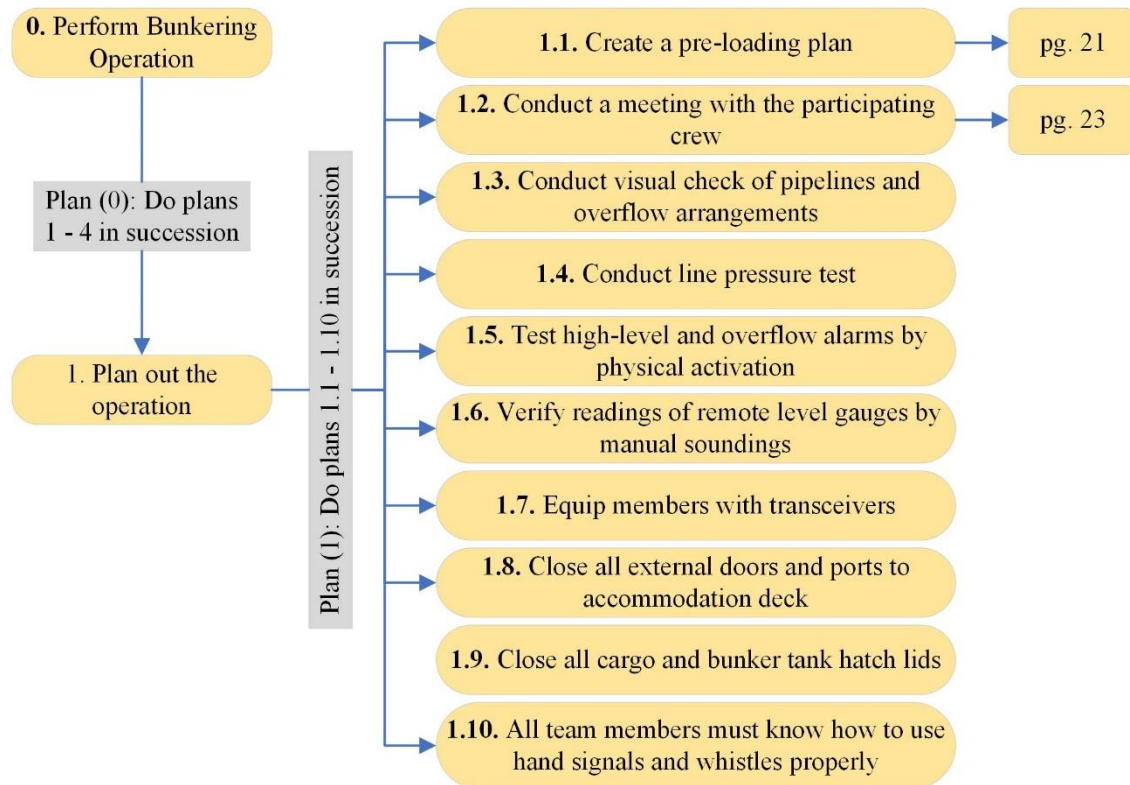 0. Perform Bunkering
Operation
Plan (0): Do plans
1 - 4 in succession
1. Plan out the
operation
Plan (1): Do plans 1.1 - 1.10 in succession
1.1. Create a pre-loading plan
pg. 21
1.2. Conduct a meeting with the participating
crew
pg. 23
1.3. Conduct visual check of pipelines and
overflow arrangements
1.4. Conduct line pressure test
1.5. Test high-level and overflow alarms by
physical activation
1.6. Verify readings of remote level gauges by
manual soundings
1.7. Equip members with transceivers
1.8. Close all external doors and ports to
accommodation deck
1.9. Close all cargo and bunker tank hatch lids
1.10. All team members must know how to use
hand signals and whistles properly